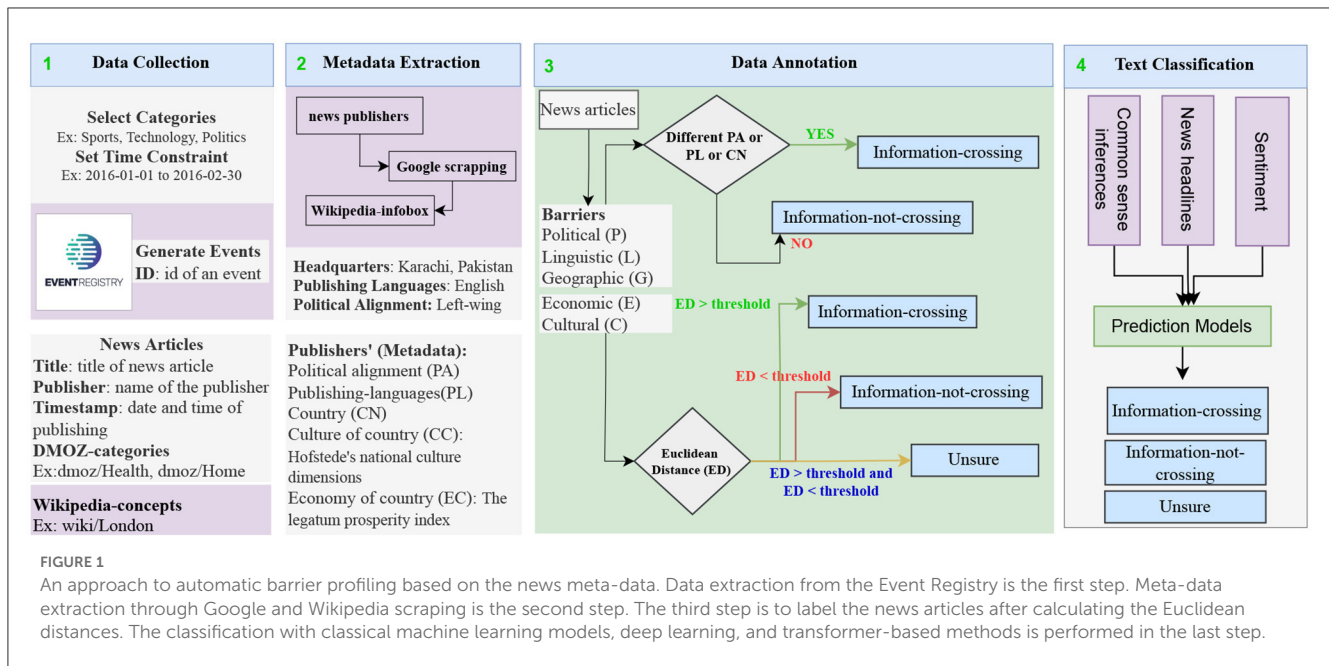 1 Data Collection
Select Categories
Ex: Sports, Technology, Politics
Set Time Constraint
Ex: 2016-01-01 to 2016-02-30
EVENTREGISTRY
Generate Events
ID: id of an event
News Articles
Title: title of news article
Publisher: name of the publisher
Timestamp: date and time of
publishing
DMOZ-categories
Ex:dmoz/Health, dmoz/Home
Wikipedia-concepts
Ex: wiki/London
2 Metadata Extraction
news publishers
Google scrapping
Wikipedia-infobox
Headquarters: Karachi, Pakistan
Publishing Languages: English
Political Alignment: Left-wing
Publishers' (Metadata):
Political alignment (PA)
Publishing-languages(PL)
Country (CN)
Culture of country (CC):
Hofstede's national culture
dimensions
Economy of country (EC): The
legatum prosperity index
3 Data Annotation
News articles
Different PA or
PL or CN
YES
Information-crossing
Information-not-crossing
NO
Barriers
Political (P)
Linguistic (L)
Geographic (G)
Economic (E)
Cultural (C)
ED > threshold
Information-crossing
ED < threshold
Information-not-crossing
Euclidean
Distance (ED)
ED > threshold and
ED < threshold
Unsure
4 Text Classification
Common sense
inferences
News headlines
Sentiment
Prediction Models
Information-crossing
Information-not-
crossing
Unsure
FIGURE 1
An approach to automatic barrier profiling based on the news meta-data. Data extraction from the Event Registry is the first step. Meta-data
extraction through Google and Wikipedia scraping is the second step. The third step is to label the news articles after calculating the Euclidean
distances. The classification with classical machine learning models, deep learning, and transformer-based methods is performed in the last step.